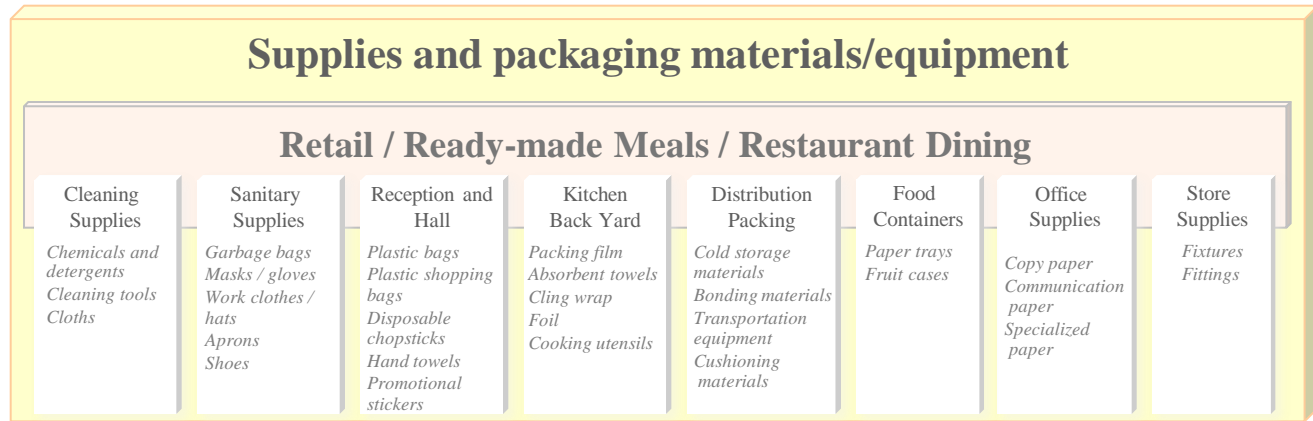 Supplies and packaging materials/equipment
Retail / Ready-made Meals / Restaurant Dining
Cleaning
Supplies
Chemicals and
detergents
Cleaning tools
Cloths
Sanitary
Supplies
Garbage bags
Masks / gloves
Work clothes /
hats
Aprons
Shoes
Reception and
Hall
Plastic bags
Plastic shopping
bags
Disposable
chopsticks
Hand towels
Promotional
stickers
Kitchen
Back Yard
Packing film
Absorbent towels
Cling wrap
Foil
Cooking utensils
Distribution
Packing
Cold storage
materials
Bonding materials
Transportation
equipment
Cushioning
materials
Food
Containers
Paper trays
Fruit cases
Office
Supplies
Copy paper
Communication
paper
Specialized
paper
Store
Supplies
Fixtures
Fittings